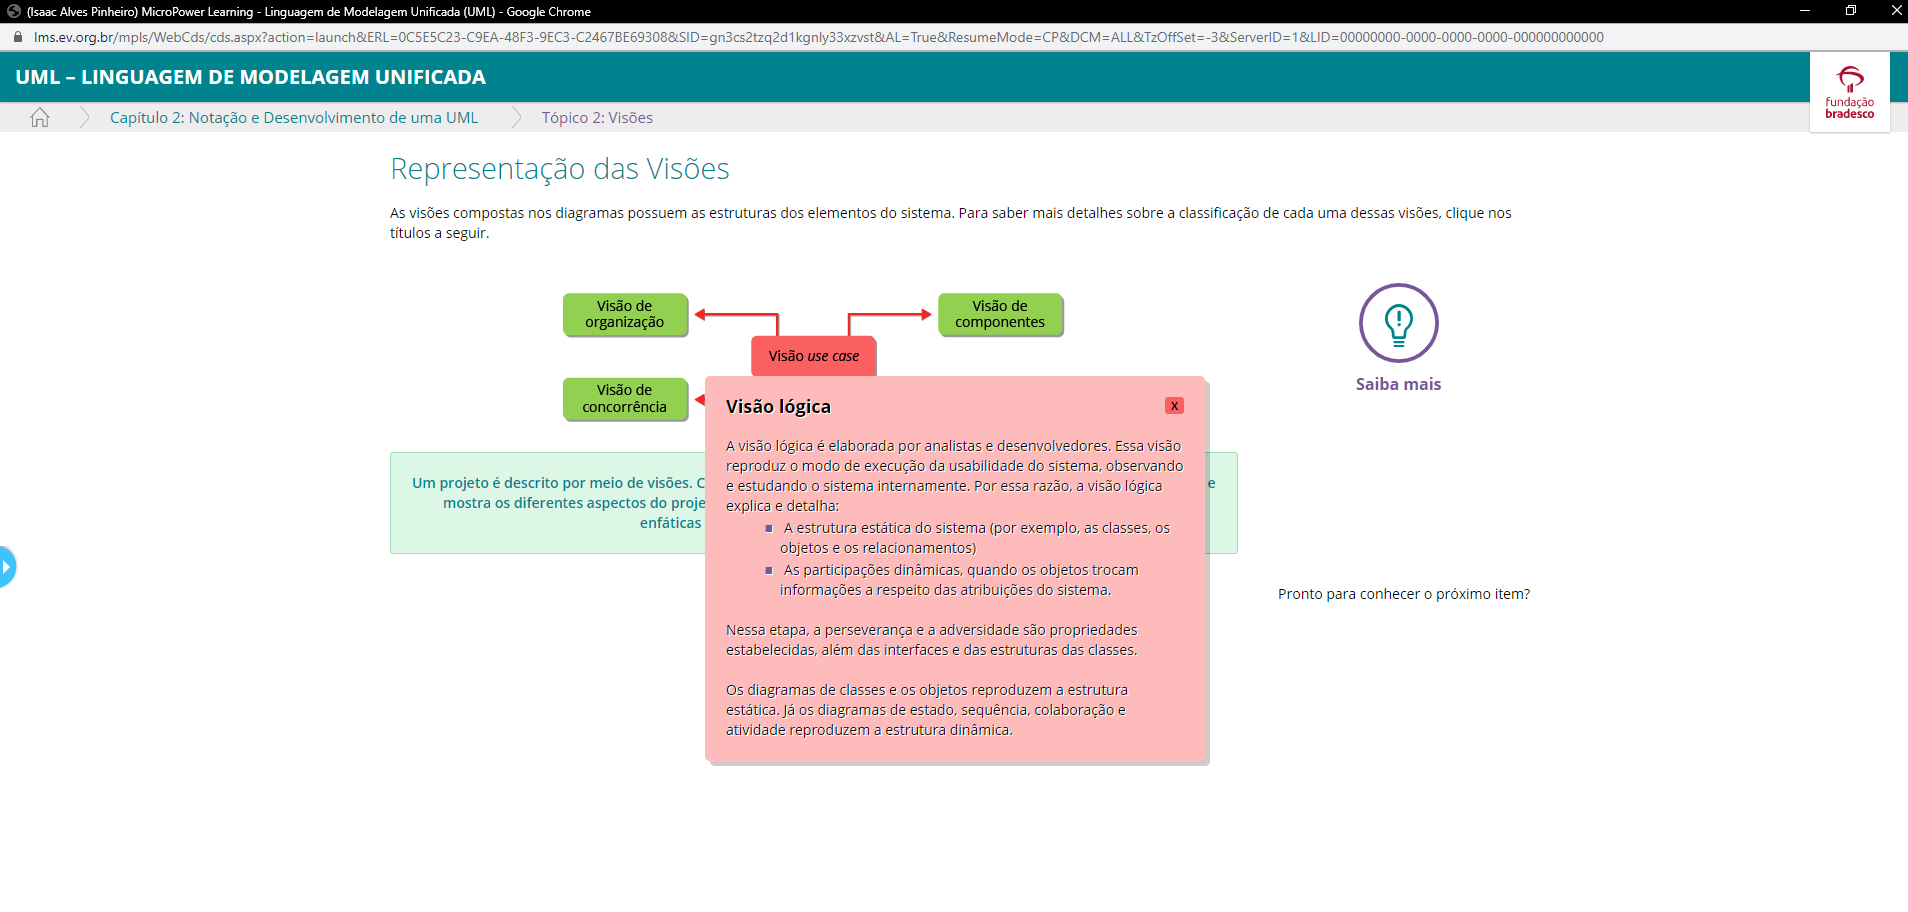 (Isaac Alves Pinheiro) MicroPower Learning - Linguagem de Modelagem Unificada (UML) - Google Chrome
lms.ev.org.br/mpls/WebCds/cds.aspx?action=launch&ERL=0C5E5C23-C9EA-48F3-9EC3-C2467BE69308&SID=gn3cs2tzq2d1kgnly33xzvst&AL=True&ResumeMode=CP&DCM=ALL&TzOffSet=-3&ServerID=1&LID=00000000-0000-0000-0000-000000000000
UML – LINGUAGEM DE MODELAGEM UNIFICADA
fundação
bradesco
Capítulo 2: Notação e Desenvolvimento de uma UML Tópico 2: Visões
Representação das Visões
As visões compostas nos diagramas possuem as estruturas dos elementos do sistema. Para saber mais detalhes sobre a classificação de cada uma dessas visões, clique nos
títulos a seguir.
Visão de
organização
Visão de
componentes
Visão use case
Visão de
concorrência
Saiba mais
Um projeto é descrito por meio de visões. C
e
mostra os diferentes aspectos do proje
enfáticas
Visão lógica
X
A visão lógica é elaborada por analistas e desenvolvedores. Essa visão
reproduz o modo de execução da usabilidade do sistema, observando
e estudando o sistema internamente. Por essa razão, a visão lógica
explica e detalha:
A estrutura estática do sistema (por exemplo, as classes, os
objetos e os relacionamentos)
As participações dinâmicas, quando os objetos trocam
informações a respeito das atribuições do sistema.
Nessa etapa, a perseverança e a adversidade são propriedades
estabelecidas, além das interfaces e das estruturas das classes.
Os diagramas de classes e os objetos reproduzem a estrutura
estática. Já os diagramas de estado, sequência, colaboração e
atividade reproduzem a estrutura dinâmica.
Pronto para conhecer o próximo item?